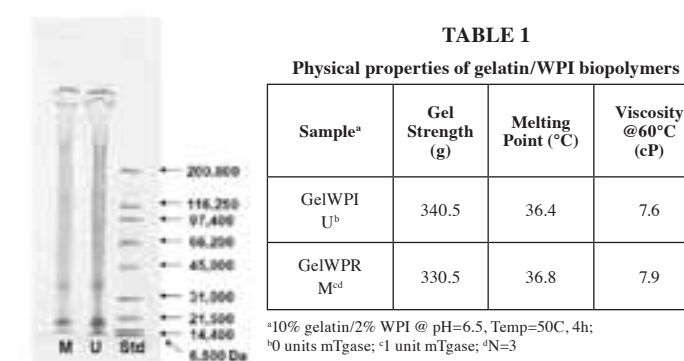 TABLE 1
Physical properties of gelatin/WPI biopolymers
Sampleᵃ
Gel
Strength
(g)
Melting
Point (°C)
Viscosity
@60°C
(cP)
GelWPI
Uᵇ
340.5
36.4
7.6
GelWPR
Mᶜᵈ
330.5
36.8
7.9
ᵃ10% gelatin/2% WPI @ pH=6.5, Temp=50C, 4h;
ᵇ0 units mTgase; ᶜ1 unit mTgase; ᵈN=3
200,000
116,250
97,400
66,200
45,000
31,000
21,500
14,400
6,500 Da
M U Std